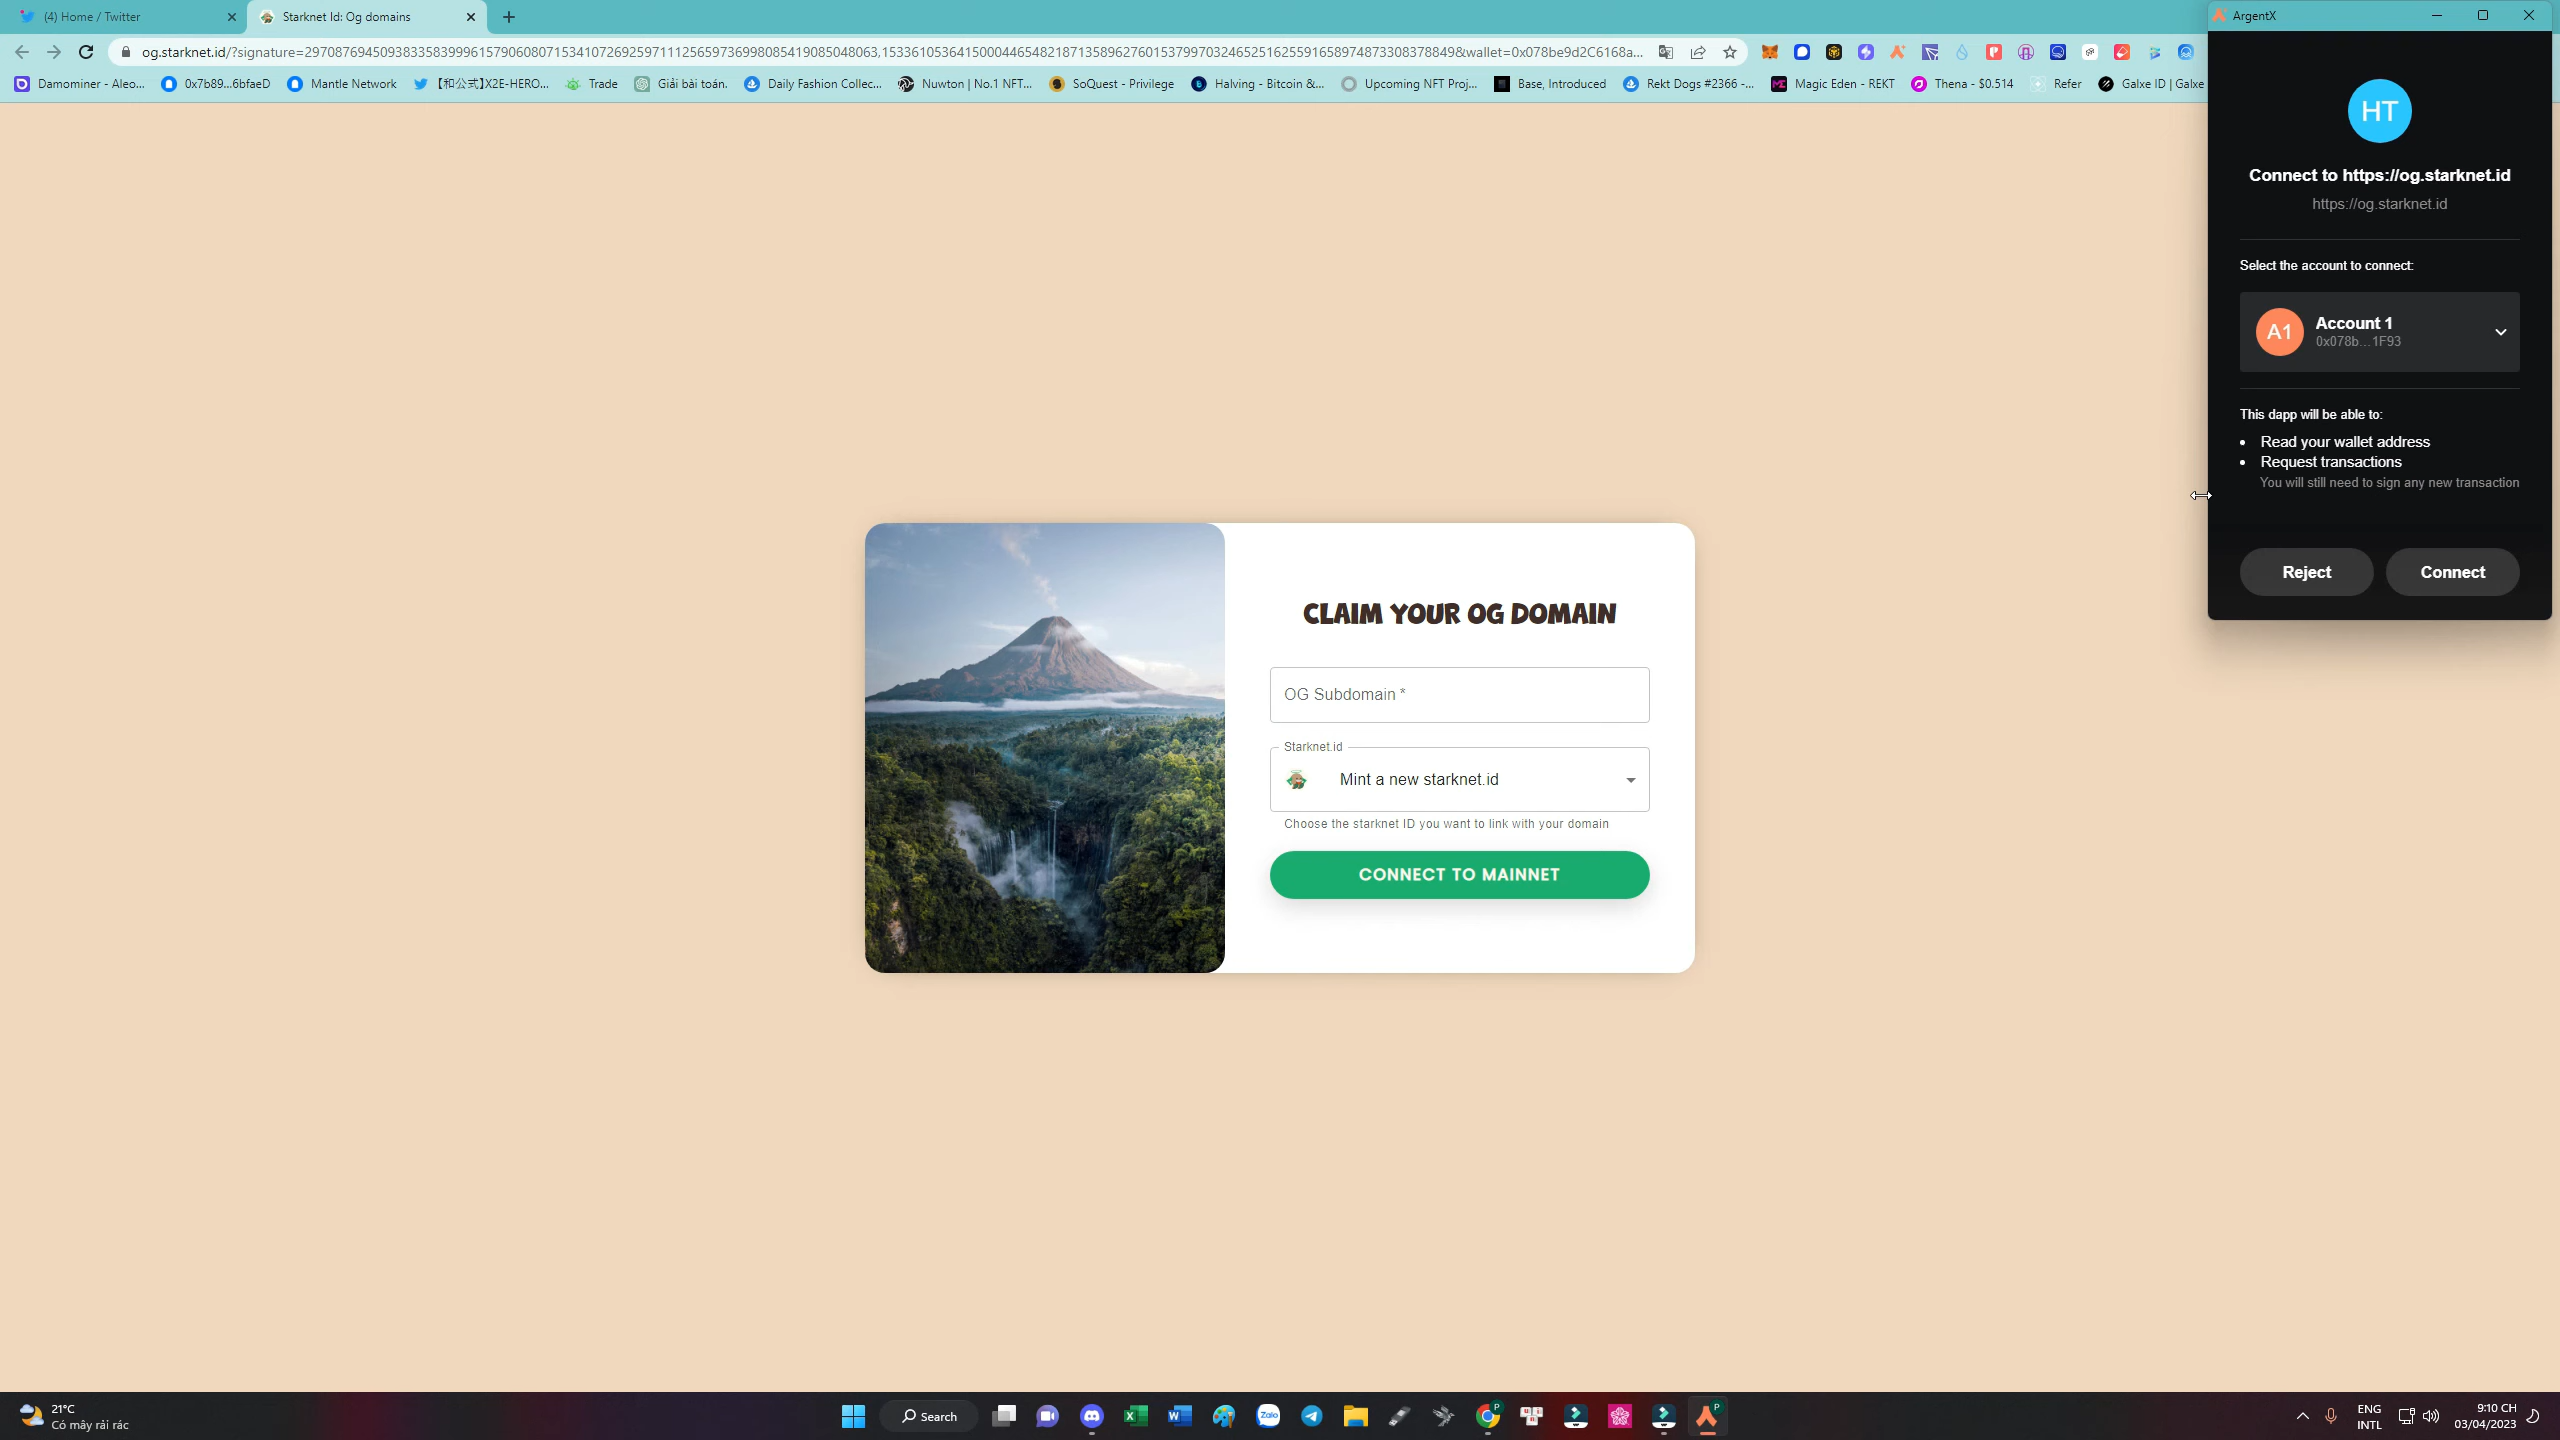 (4) Home / Twitter
Starknet Id: Og domains
ArgentX
og.starknet.id/?signature=2970876945093833583999615790608071534107269259711125659736998085419085048063,1533610536415000446548218713589627601537997032465251625591658974873308378849&wallet=0x078be9d2C6168a...
Damominer - Aleo...
0x7b89...6bfaeD
Mantle Network
【和公式】X2E-HERO...
Trade
Giải bài toán.
Daily Fashion Collec...
Nuwton | No.1 NFT...
SoQuest - Privilege
Halving - Bitcoin &...
Upcoming NFT Proj...
Base, Introduced
Rekt Dogs #2366 -...
Magic Eden - REKT
Thena - $0.514
Refer
Galxe ID | Galxe
HT
Connect to https://og.starknet.id
https://og.starknet.id
Select the account to connect:
A1
Account 1
0x078b...1F93
This dapp will be able to:
• Read your wallet address
• Request transactions
You will still need to sign any new transaction
Reject
Connect
CLAIM YOUR OG DOMAIN
OG Subdomain *
Starknet.id
Mint a new starknet.id
Choose the starknet ID you want to link with your domain
CONNECT TO MAINNET
21°C
Có mây rải rác
Search
Zalo
ENG
INTL
9:10 CH
03/04/2023